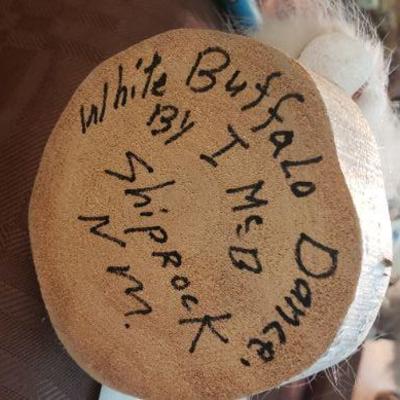 White Buffalo Dance.
By I McD
Shiprock
N M.